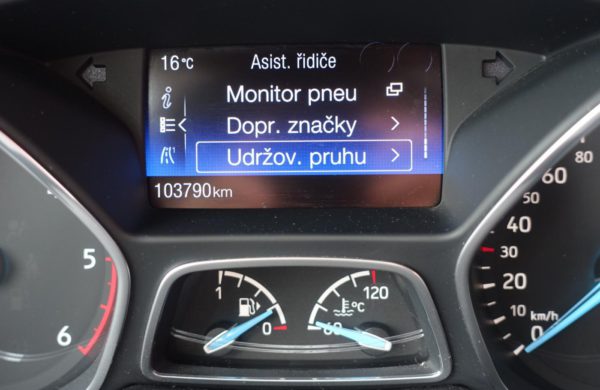 16°C Asist. řidiče
Monitor pneu
Dopr. značky
Udržov. pruhu
103790km
5
6
1
0
60
120
°C
80
60
40
30
20
10
0
km/h